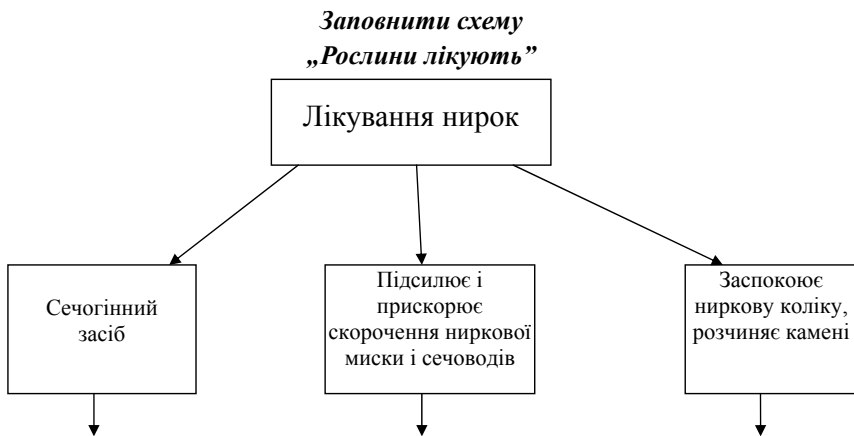 Заповнити схему
„Рослини лікують”
Лікування нирок
Сечогінний
засіб
Підсилює і
прискорює
скорочення ниркової
миски і сечоводів
Заспокоює
ниркову коліку,
розчиняє камені